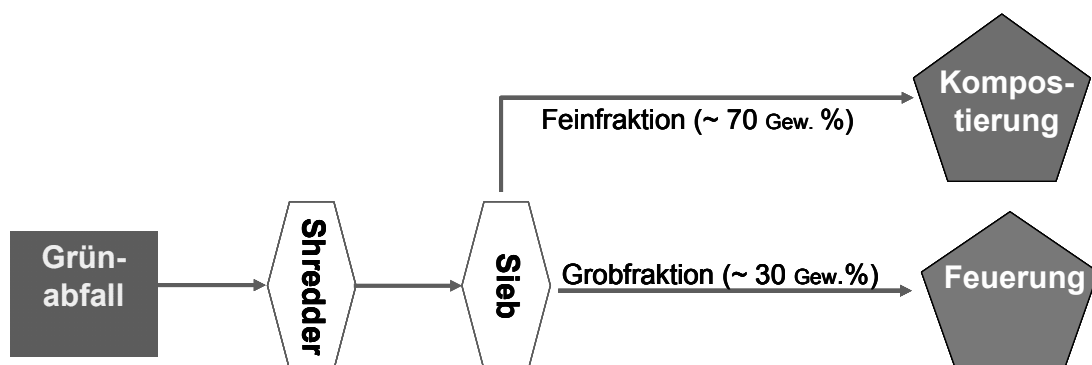 Kompos-
tierung
Feinfraktion (~ 70 Gew. %)
Grün-
abfall
Shredder
Sieb
Grobfraktion (~ 30 Gew.%)
Feuerung